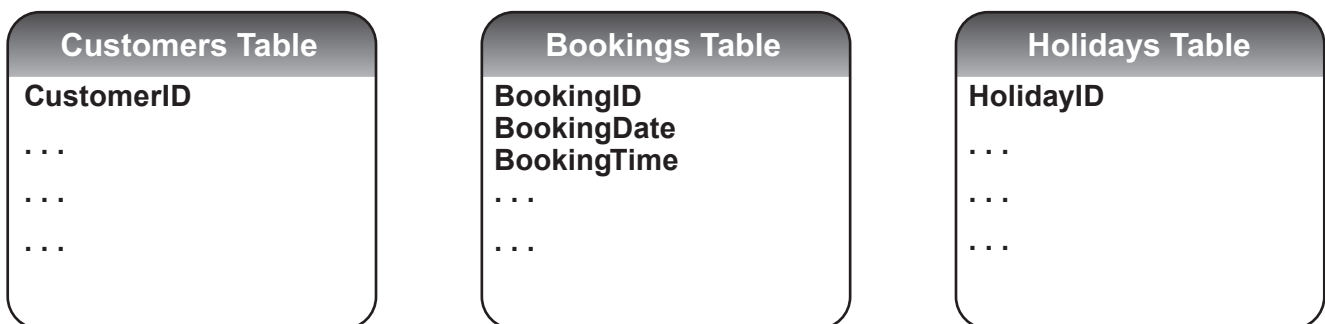 Customers Table
CustomerID
. . .
. . .
. . .
Bookings Table
BookingID
BookingDate
BookingTime
. . .
. . .
Holidays Table
HolidayID
. . .
. . .
. . .